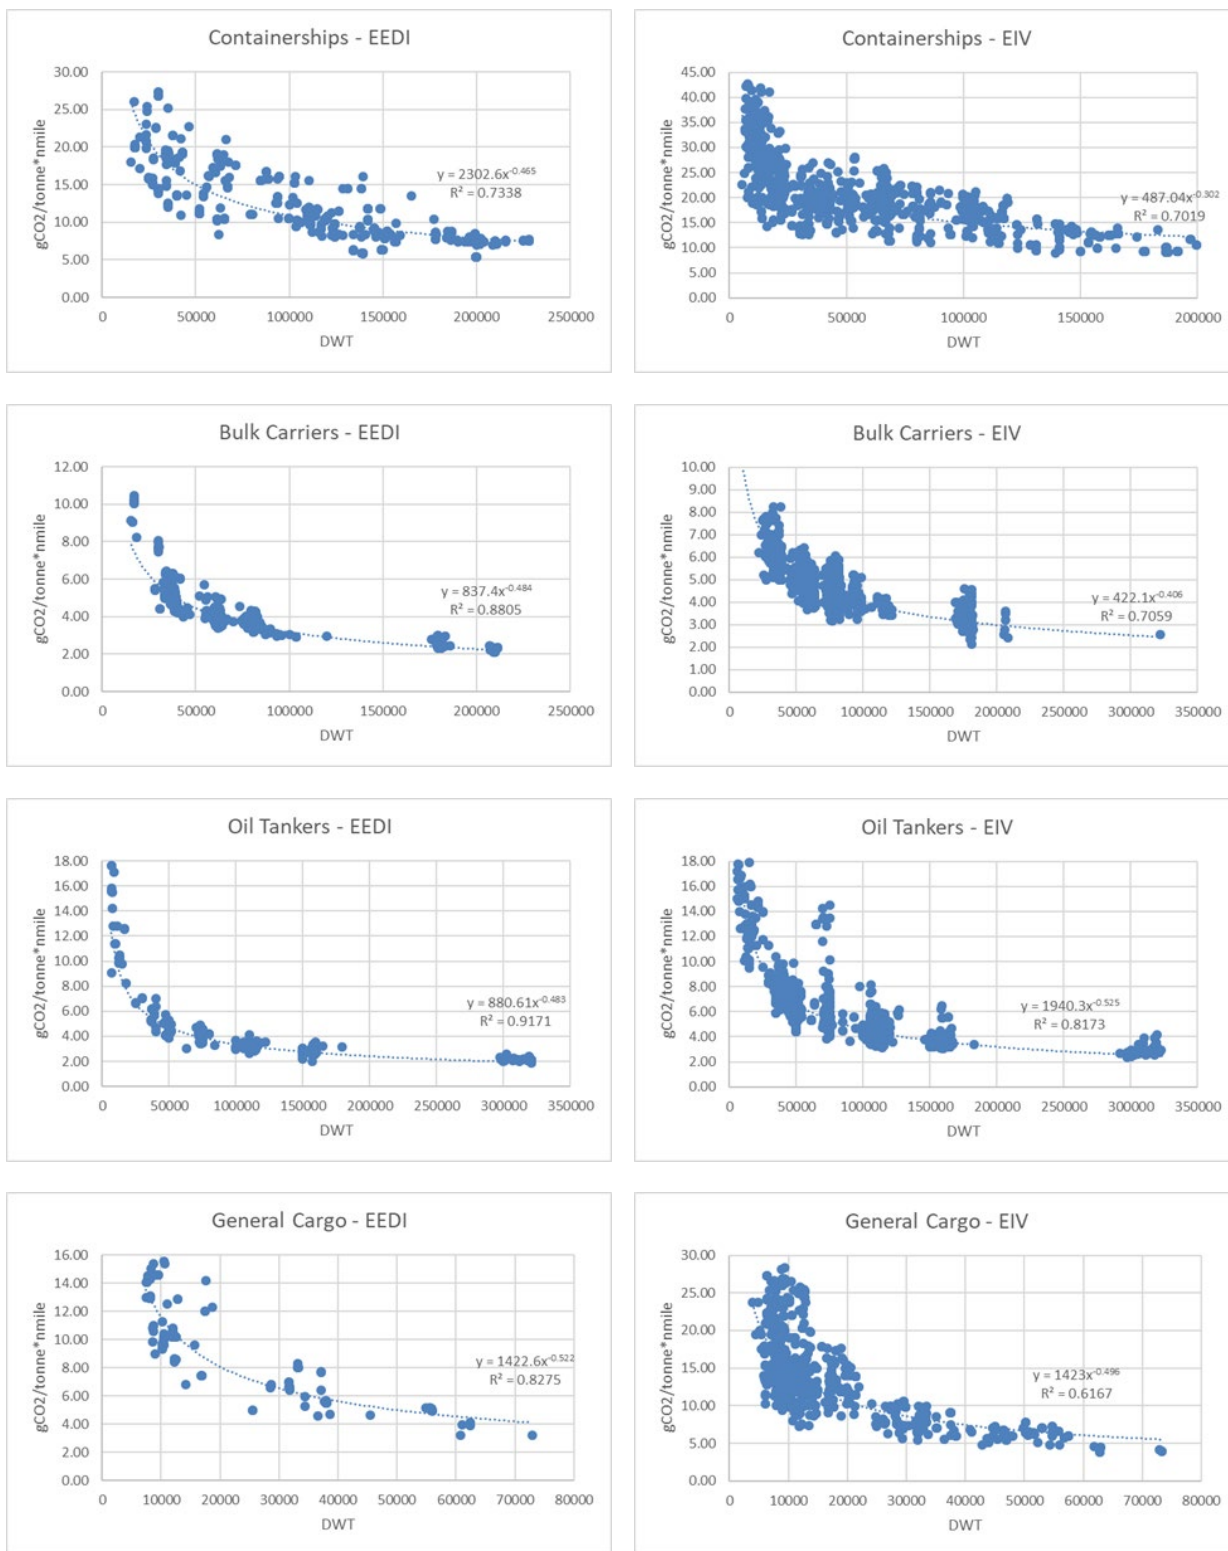 Containerships - EEDI
gCO2/tonne*nmile
30.00
25.00
20.00
15.00
10.00
5.00
0.00
y = 2302.6x^-0.465
R² = 0.7338
0 50000 100000 150000 200000 250000
DWT
Containerships - EIV
gCO2/tonne*nmile
45.00
40.00
35.00
30.00
25.00
20.00
15.00
10.00
5.00
0.00
y = 487.04x^-0.302
R² = 0.7019
0 50000 100000 150000 200000
DWT
Bulk Carriers - EEDI
gCO2/tonne*nmile
12.00
10.00
8.00
6.00
4.00
2.00
0.00
y = 837.4x^-0.484
R² = 0.8805
0 50000 100000 150000 200000 250000
DWT
Bulk Carriers - EIV
gCO2/tonne*nmile
10.00
9.00
8.00
7.00
6.00
5.00
4.00
3.00
2.00
1.00
0.00
y = 422.1x^-0.406
R² = 0.7059
0 50000 100000 150000 200000 250000 300000 350000
DWT
Oil Tankers - EEDI
gCO2/tonne*nmile
18.00
16.00
14.00
12.00
10.00
8.00
6.00
4.00
2.00
0.00
y = 880.61x^-0.483
R² = 0.9171
0 50000 100000 150000 200000 250000 300000 350000
DWT
Oil Tankers - EIV
gCO2/tonne*nmile
18.00
16.00
14.00
12.00
10.00
8.00
6.00
4.00
2.00
0.00
y = 1940.3x^-0.525
R² = 0.8173
0 50000 100000 150000 200000 250000 300000 350000
DWT
General Cargo - EEDI
gCO2/tonne*nmile
16.00
14.00
12.00
10.00
8.00
6.00
4.00
2.00
0.00
y = 1422.6x^-0.522
R² = 0.8275
0 10000 20000 30000 40000 50000 60000 70000 80000
DWT
General Cargo - EIV
gCO2/tonne*nmile
30.00
25.00
20.00
15.00
10.00
5.00
0.00
y = 1423x^-0.496
R² = 0.6167
0 10000 20000 30000 40000 50000 60000 70000 80000
DWT